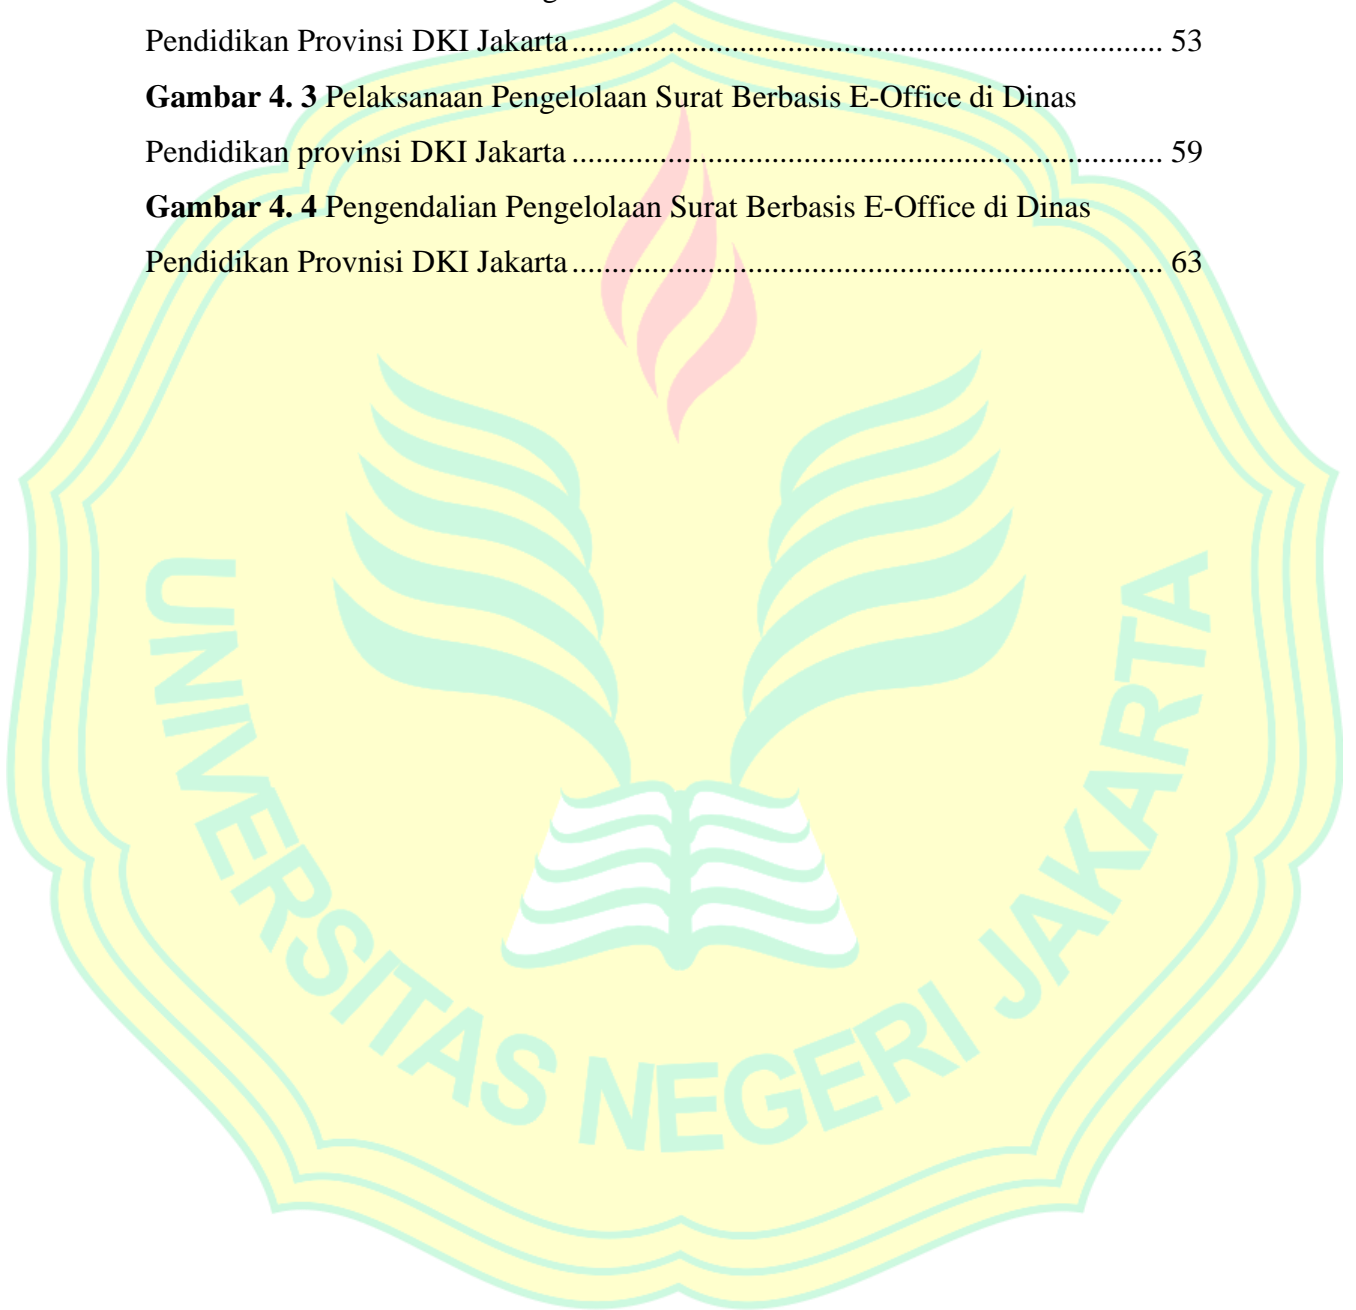 Pendidikan Provinsi DKI Jakarta.......................................................................... 53
Gambar 4. 3 Pelaksanaan Pengelolaan Surat Berbasis E-Office di Dinas
Pendidikan provinsi DKI Jakarta .......................................................................... 59
Gambar 4. 4 Pengendalian Pengelolaan Surat Berbasis E-Office di Dinas
Pendidikan Provnisi DKI Jakarta .......................................................................... 63
UNIVERSITAS NEGERI JAKARTA